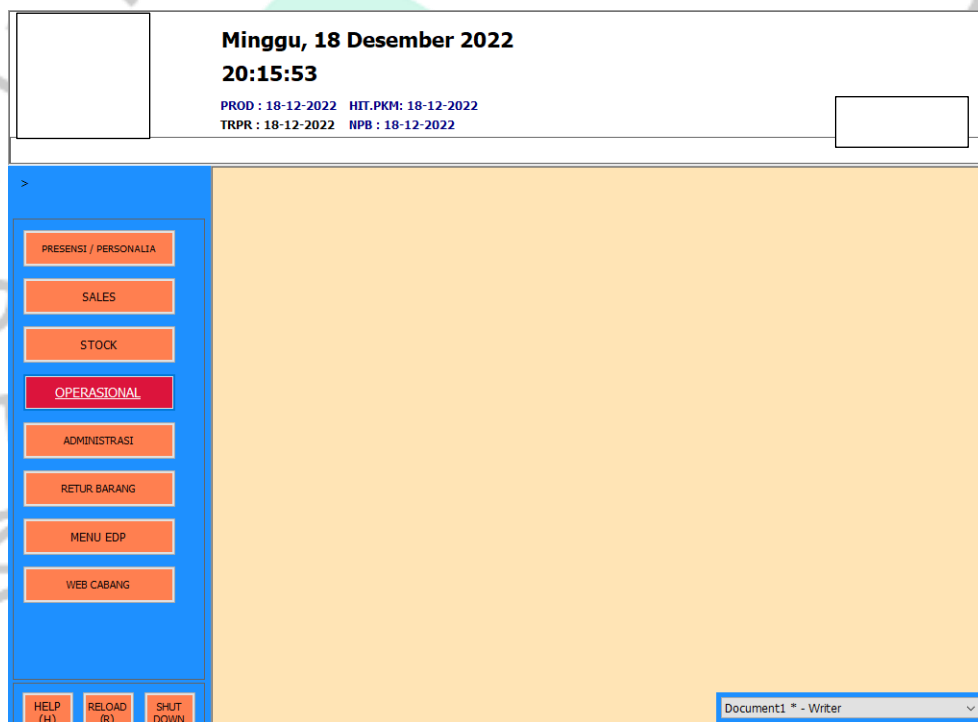 Minggu, 18 Desember 2022
20:15:53
PROD : 18-12-2022 HIT.PKM: 18-12-2022
TRPR : 18-12-2022 NPB : 18-12-2022
>
PRESENSI / PERSONALIA
SALES
STOCK
OPERASIONAL
ADMINISTRASI
RETUR BARANG
MENU EDP
WEB CABANG
HELP
(H)
RELOAD
(R)
SHUT
DOWN
Document1 * - Writer